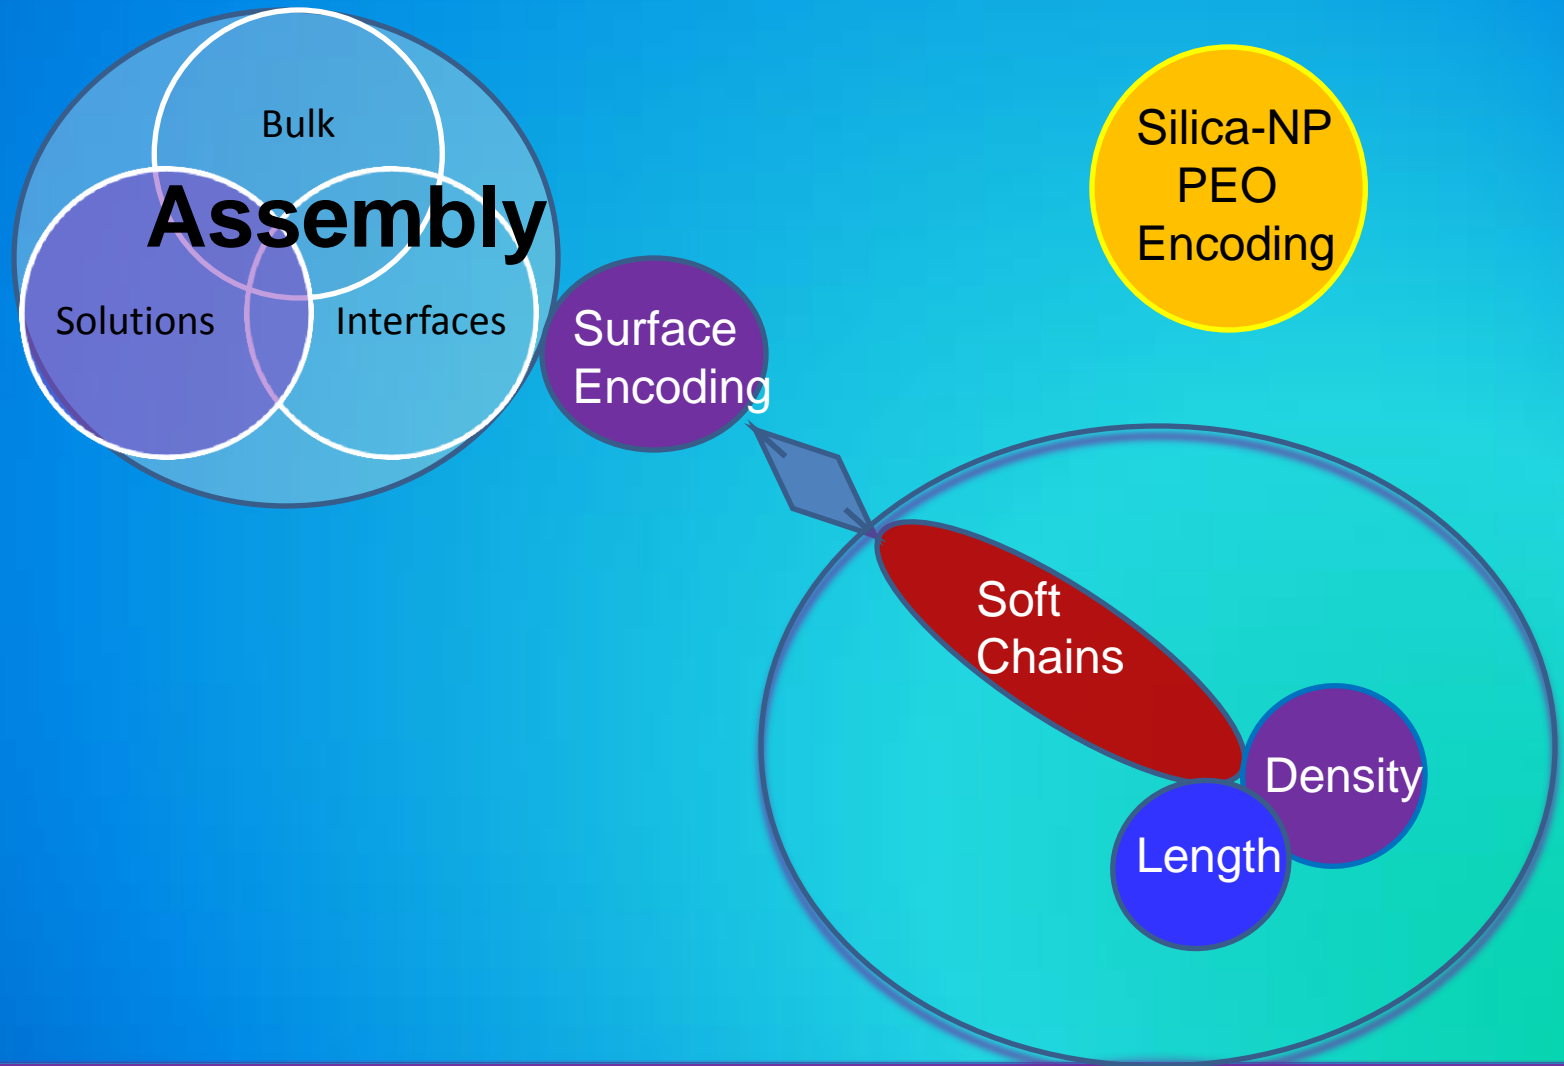 Bulk
Assembly
Solutions
Interfaces
Surface
Encoding
Silica-NP
PEO
Encoding
Soft
Chains
Density
Length